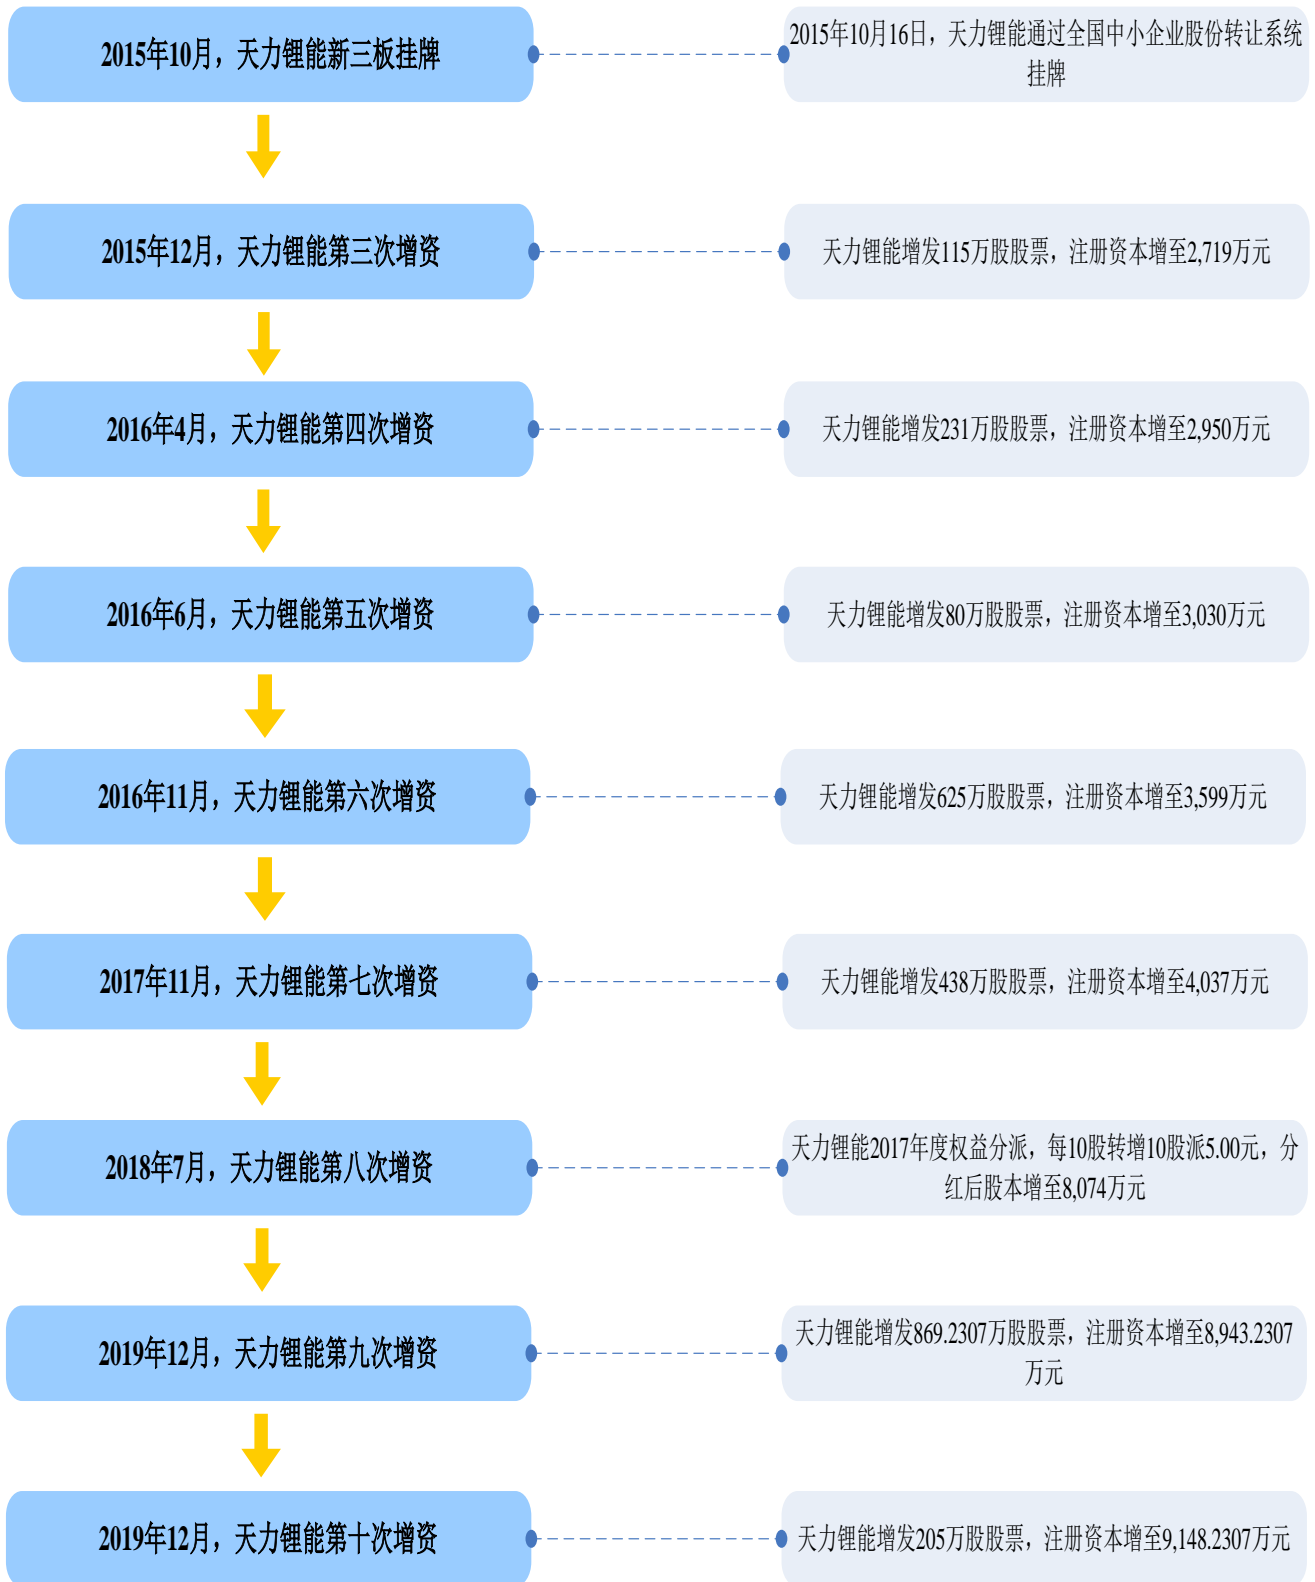 2015年10月，天力锂能新三板挂牌
2015年10月16日，天力锂能通过全国中小企业股份转让系统
挂牌
2015年12月，天力锂能第三次增资
天力锂能增发115万股股票，注册资本增至2,719万元
2016年4月，天力锂能第四次增资
天力锂能增发231万股股票，注册资本增至2,950万元
2016年6月，天力锂能第五次增资
天力锂能增发80万股股票，注册资本增至3,030万元
2016年11月，天力锂能第六次增资
天力锂能增发625万股股票，注册资本增至3,599万元
2017年11月，天力锂能第七次增资
天力锂能增发438万股股票，注册资本增至4,037万元
2018年7月，天力锂能第八次增资
天力锂能2017年度权益分派，每10股转增10股派5.00元，分
红后股本增至8,074万元
2019年12月，天力锂能第九次增资
天力锂能增发869.2307万股股票，注册资本增至8,943.2307
万元
2019年12月，天力锂能第十次增资
天力锂能增发205万股股票，注册资本增至9,148.2307万元